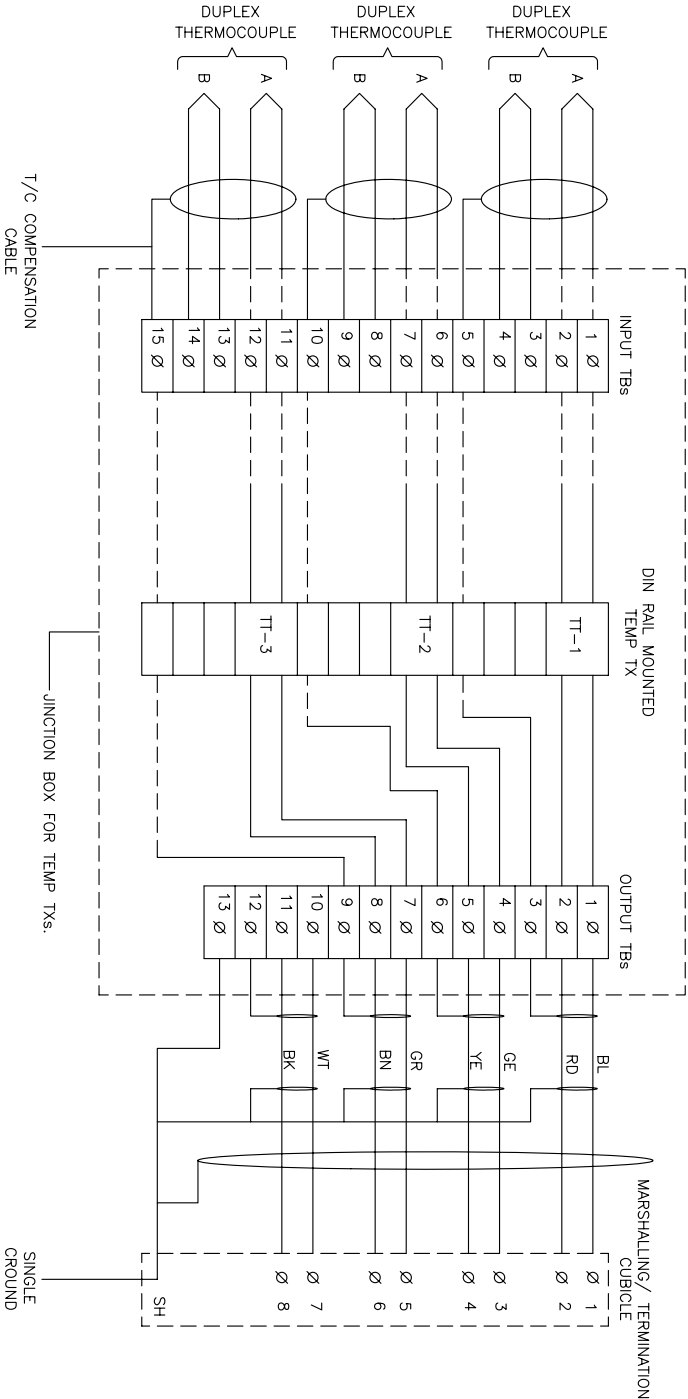 DUPLEX
THERMOCOUPLE
DUPLEX
THERMOCOUPLE
DUPLEX
THERMOCOUPLE
B
A
B
A
B
A
T/C COMPENSATION
CABLE
INPUT TBs
15 Ø
14 Ø
13 Ø
12 Ø
11 Ø
10 Ø
9 Ø
8 Ø
7 Ø
6 Ø
5 Ø
4 Ø
3 Ø
2 Ø
1 Ø
DIN RAIL MOUNTED
TEMP TX
TT-3
TT-2
TT-1
JINCTION BOX FOR TEMP TXs.
OUTPUT TBs
13 Ø
12 Ø
11 Ø
10 Ø
9 Ø
8 Ø
7 Ø
6 Ø
5 Ø
4 Ø
3 Ø
2 Ø
1 Ø
BK
WT
BN
GR
YE
GE
RD
BL
MARSHALLING/ TERMINATION
CUBICLE
SH
Ø 8
Ø 7
Ø 6
Ø 5
Ø 4
Ø 3
Ø 2
Ø 1
SINGLE
CROUND